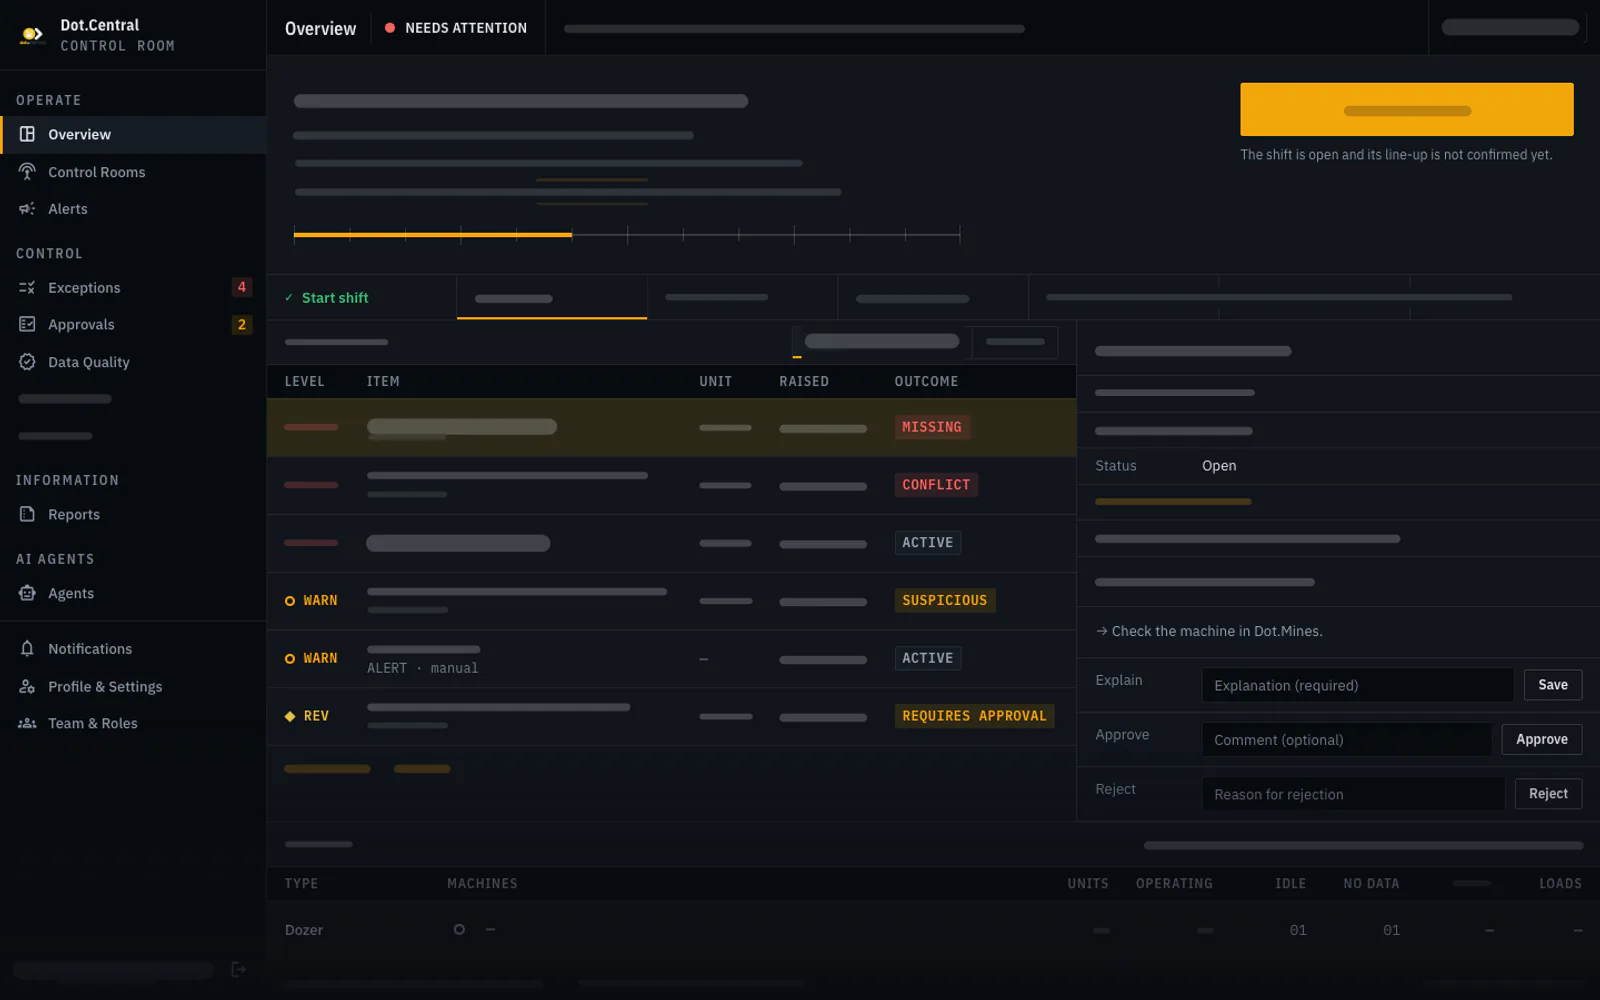 Dot.Central
CONTROL ROOM
OPERATE
Overview
Control Rooms
Alerts
CONTROL
Exceptions 4
Approvals 2
Data Quality
INFORMATION
Reports
AI AGENTS
Agents
Notifications
Profile & Settings
Team & Roles
Overview
NEEDS ATTENTION
The shift is open and its line-up is not confirmed yet.
✓ Start shift
LEVEL ITEM UNIT RAISED OUTCOME
MISSING
CONFLICT
ACTIVE
WARN SUSPICIOUS
WARN ALERT · manual – ACTIVE
REV REQUIRES APPROVAL
Status Open
→ Check the machine in Dot.Mines.
Explain Explanation (required) Save
Approve Comment (optional) Approve
Reject Reason for rejection Reject
TYPE MACHINES UNITS OPERATING IDLE NO DATA LOADS
Dozer – 01 01 – –